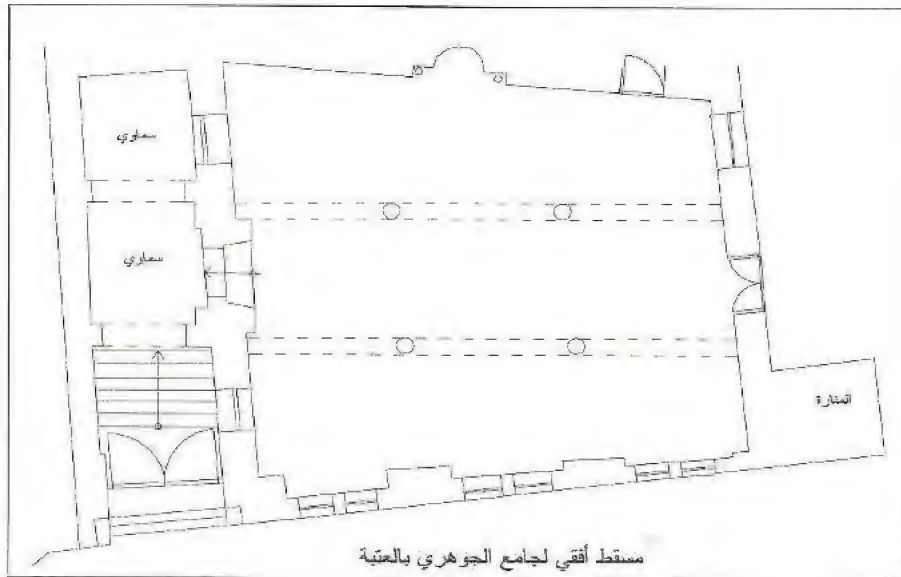 سماوي
سماوي
المنارة
مسقط أفقي لجامع الجوهري بالعتبة